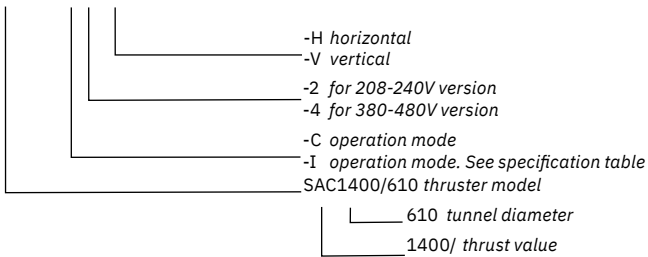 -H horizontal
-V vertical
-2 for 208-240V version
-4 for 380-480V version
-C operation mode
-I operation mode. See specification table
SAC1400/610 thruster model
610 tunnel diameter
1400/ thrust value